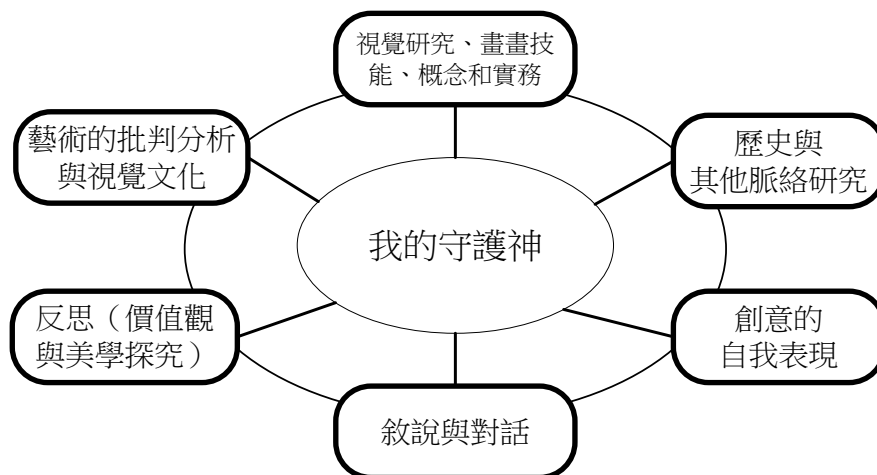 視覺研究、畫畫技
能、概念和實務
藝術的批判分析
與視覺文化
歷史與
其他脈絡研究
我的守護神
反思（價值觀
與美學探究）
創意的
自我表現
敘說與對話